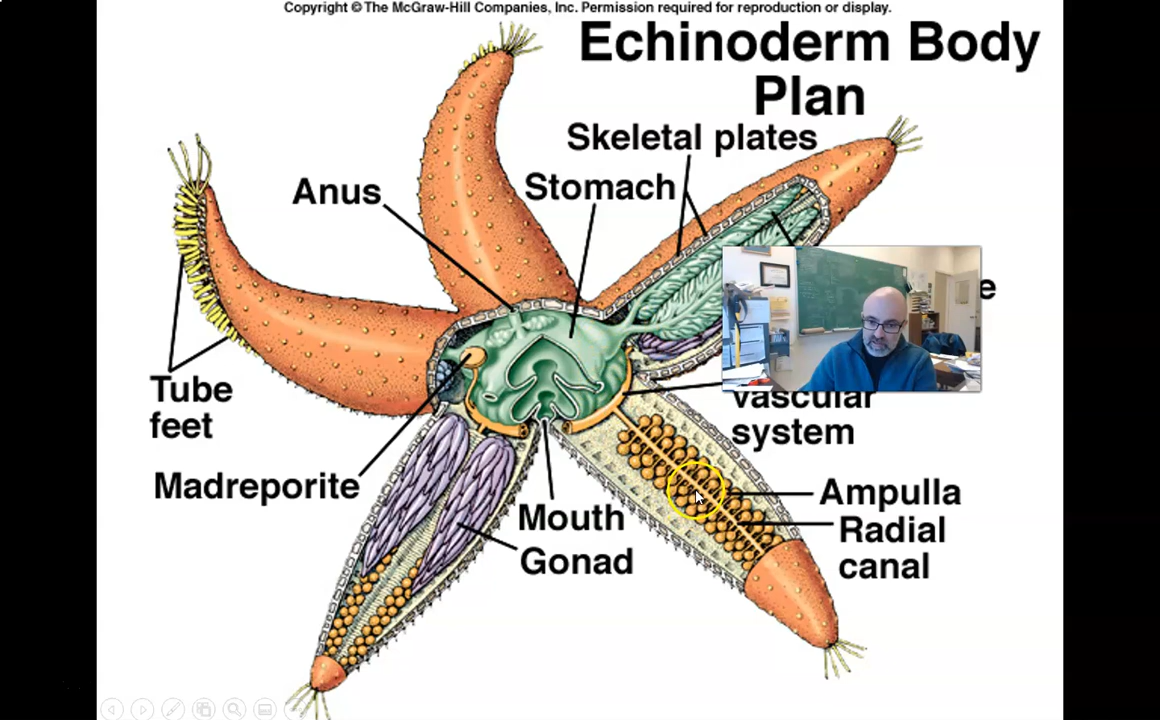 Copyright © The McGraw-Hill Companies, Inc. Permission required for reproduction or display.
Echinoderm Body
Plan
Skeletal plates
Anus
Stomach
e
Tube
feet
vascular
system
Madreporite
Ampulla
Mouth
Radial
Gonad
canal